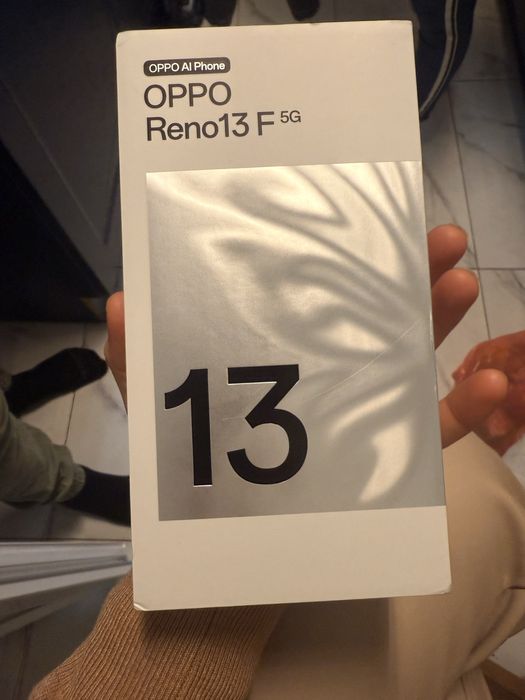 OPPO AI Phone
OPPO
Reno13 F 5G
13